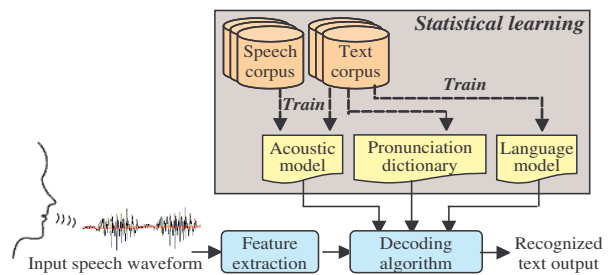 Statistical learning
Speech
corpus
Text
corpus
Train
Train
Acoustic
model
Pronunciation
dictionary
Language
model
Input speech waveform
Feature
extraction
Decoding
algorithm
Recognized
text output